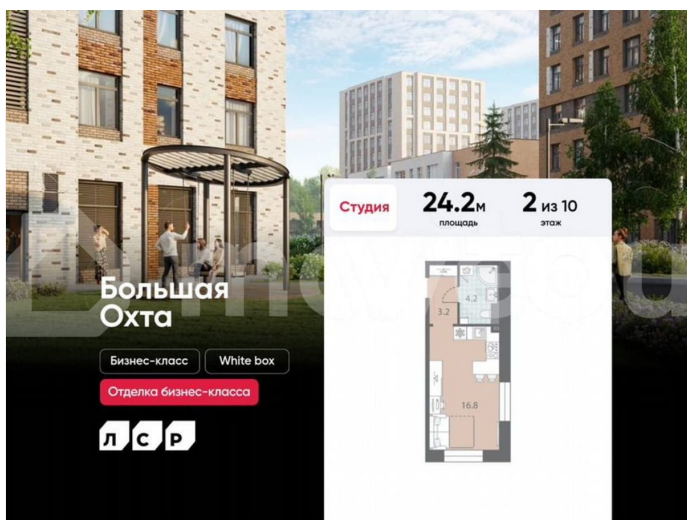 Студия
24.2м
площадь
2 из 10
этаж
4.2
3.2
16.8
Большая
Охта
Бизнес-класс
White box
Отделка бизнес-класса
ЛСР